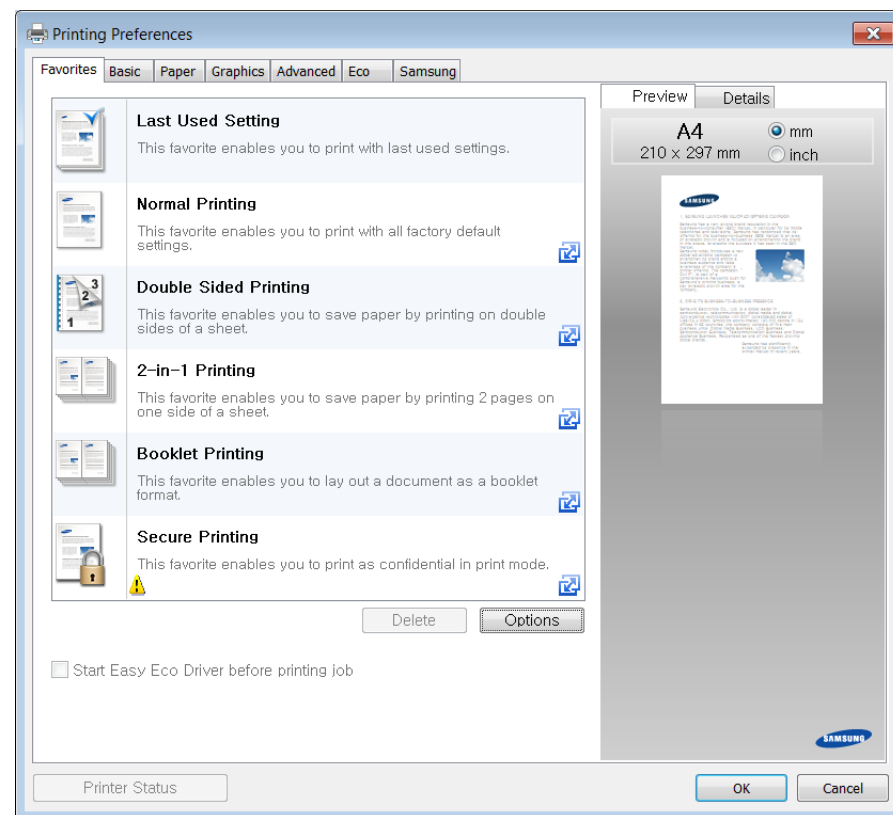 Printing Preferences
Favorites Basic Paper Graphics Advanced Eco Samsung
Last Used Setting
This favorite enables you to print with last used settings.
Normal Printing
This favorite enables you to print with all factory default
settings.
3
2
1
Double Sided Printing
This favorite enables you to save paper by printing on double
sides of a sheet.
2-in-1 Printing
This favorite enables you to save paper by printing 2 pages on
one side of a sheet.
Booklet Printing
This favorite enables you to lay out a document as a booklet
format.
Secure Printing
This favorite enables you to print as confidential in print mode.
Delete Options
Start Easy Eco Driver before printing job
Preview Details
A4
210 x 297 mm
mm
inch
SAMSUNG
SAMSUNG
Printer Status OK Cancel